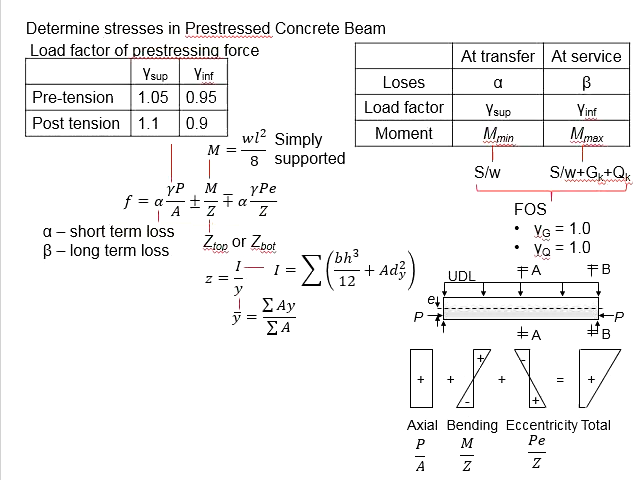 Determine stresses in Prestressed Concrete Beam
Load factor of prestressing force
γsup γinf
Pre-tension 1.05 0.95
Post tension 1.1 0.9
At transfer At service
Loses α β
Load factor γsup γinf
Moment Mmin Mmax
S/w S/w+Gk+Qk
FOS
• γG = 1.0
• γQ = 1.0
M = wl²/8 Simply supported
f = α γP/A ± M/Z ∓ α γPe/Z
α – short term loss
β – long term loss
Ztop or Zbot
z = I/y I = ∑(bh³/12 + Ad²y)
ȳ = ∑Ay/∑A
UDL A B
e
P P
A B
+ + + - + - + = +
Axial Bending Eccentricity Total
P/A M/Z Pe/Z